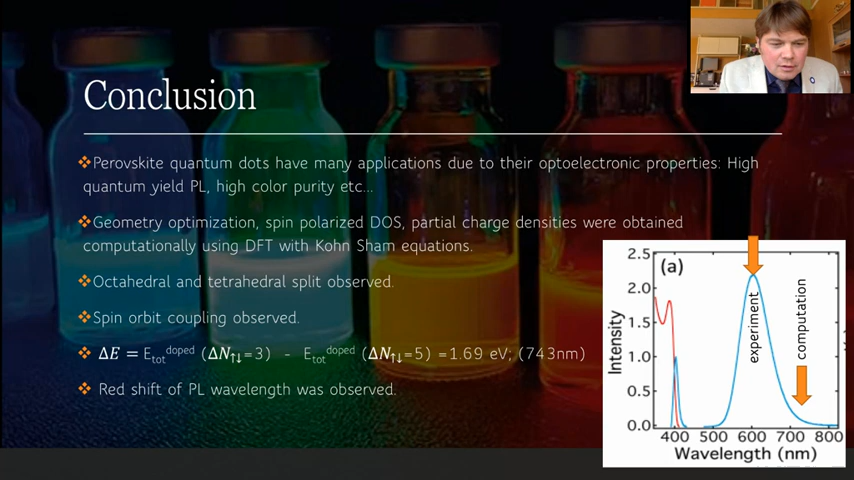 Conclusion
❖Perovskite quantum dots have many applications due to their optoelectronic properties: High
quantum yield PL, high color purity etc...
❖Geometry optimization, spin polarized DOS, partial charge densities were obtained
computationally using DFT with Kohn Sham equations.
❖Octahedral and tetrahedral split observed.
❖Spin orbit coupling observed.
❖ ΔE = E_tot^doped (ΔN↑↓=3) - E_tot^doped (ΔN↑↓=5) =1.69 eV; (743nm)
❖ Red shift of PL wavelength was observed.
(a)
Intensity
2.5
2.0
1.5
1.0
0.5
0.0
experiment
computation
400 500 600 700 800
Wavelength (nm)